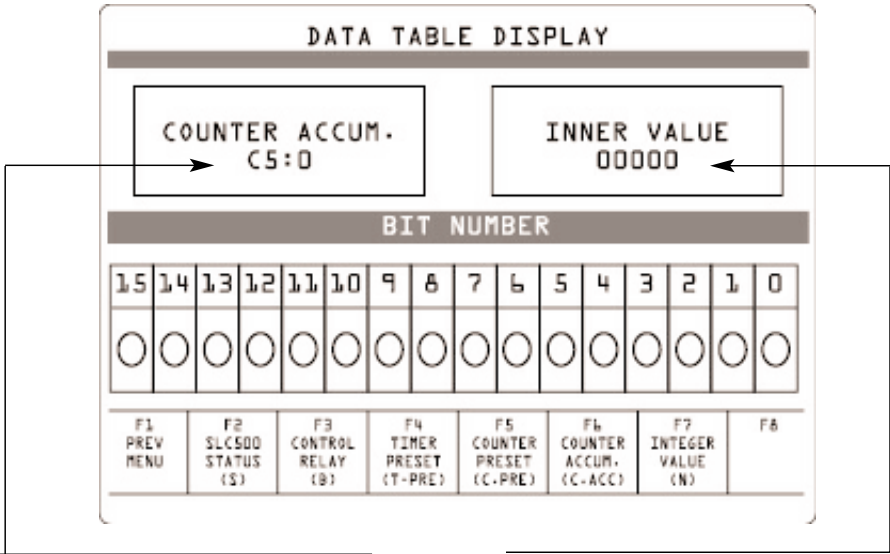 DATA TABLE DISPLAY
COUNTER ACCUM.
C5:0
INNER VALUE
00000
BIT NUMBER
15 14 13 12 11 10 9 8 7 6 5 4 3 2 1 0
F1 PREV MENU
F2 SLC500 STATUS (S)
F3 CONTROL RELAY (B)
F4 TIMER PRESET (T-PRE)
F5 COUNTER PRESET (C.PRE)
F6 COUNTER ACCUM. (C-ACC)
F7 INTEGER VALUE (N)
F8